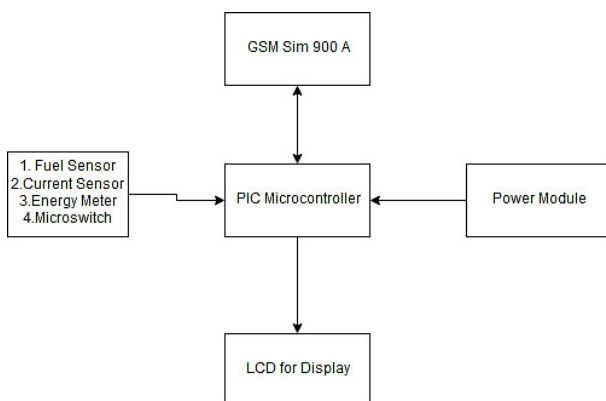 GSM Sim 900 A
1. Fuel Sensor
2.Current Sensor
3.Energy Meter
4.Microswitch
PIC Microcontroller
Power Module
LCD for Display